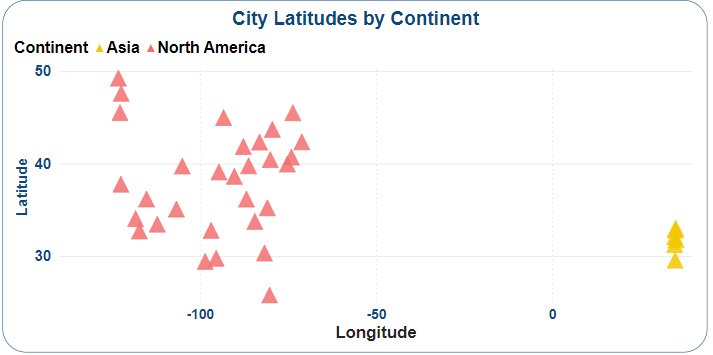 City Latitudes by Continent
Continent Asia North America
50
40
30
Latitude
-100 -50 0
Longitude